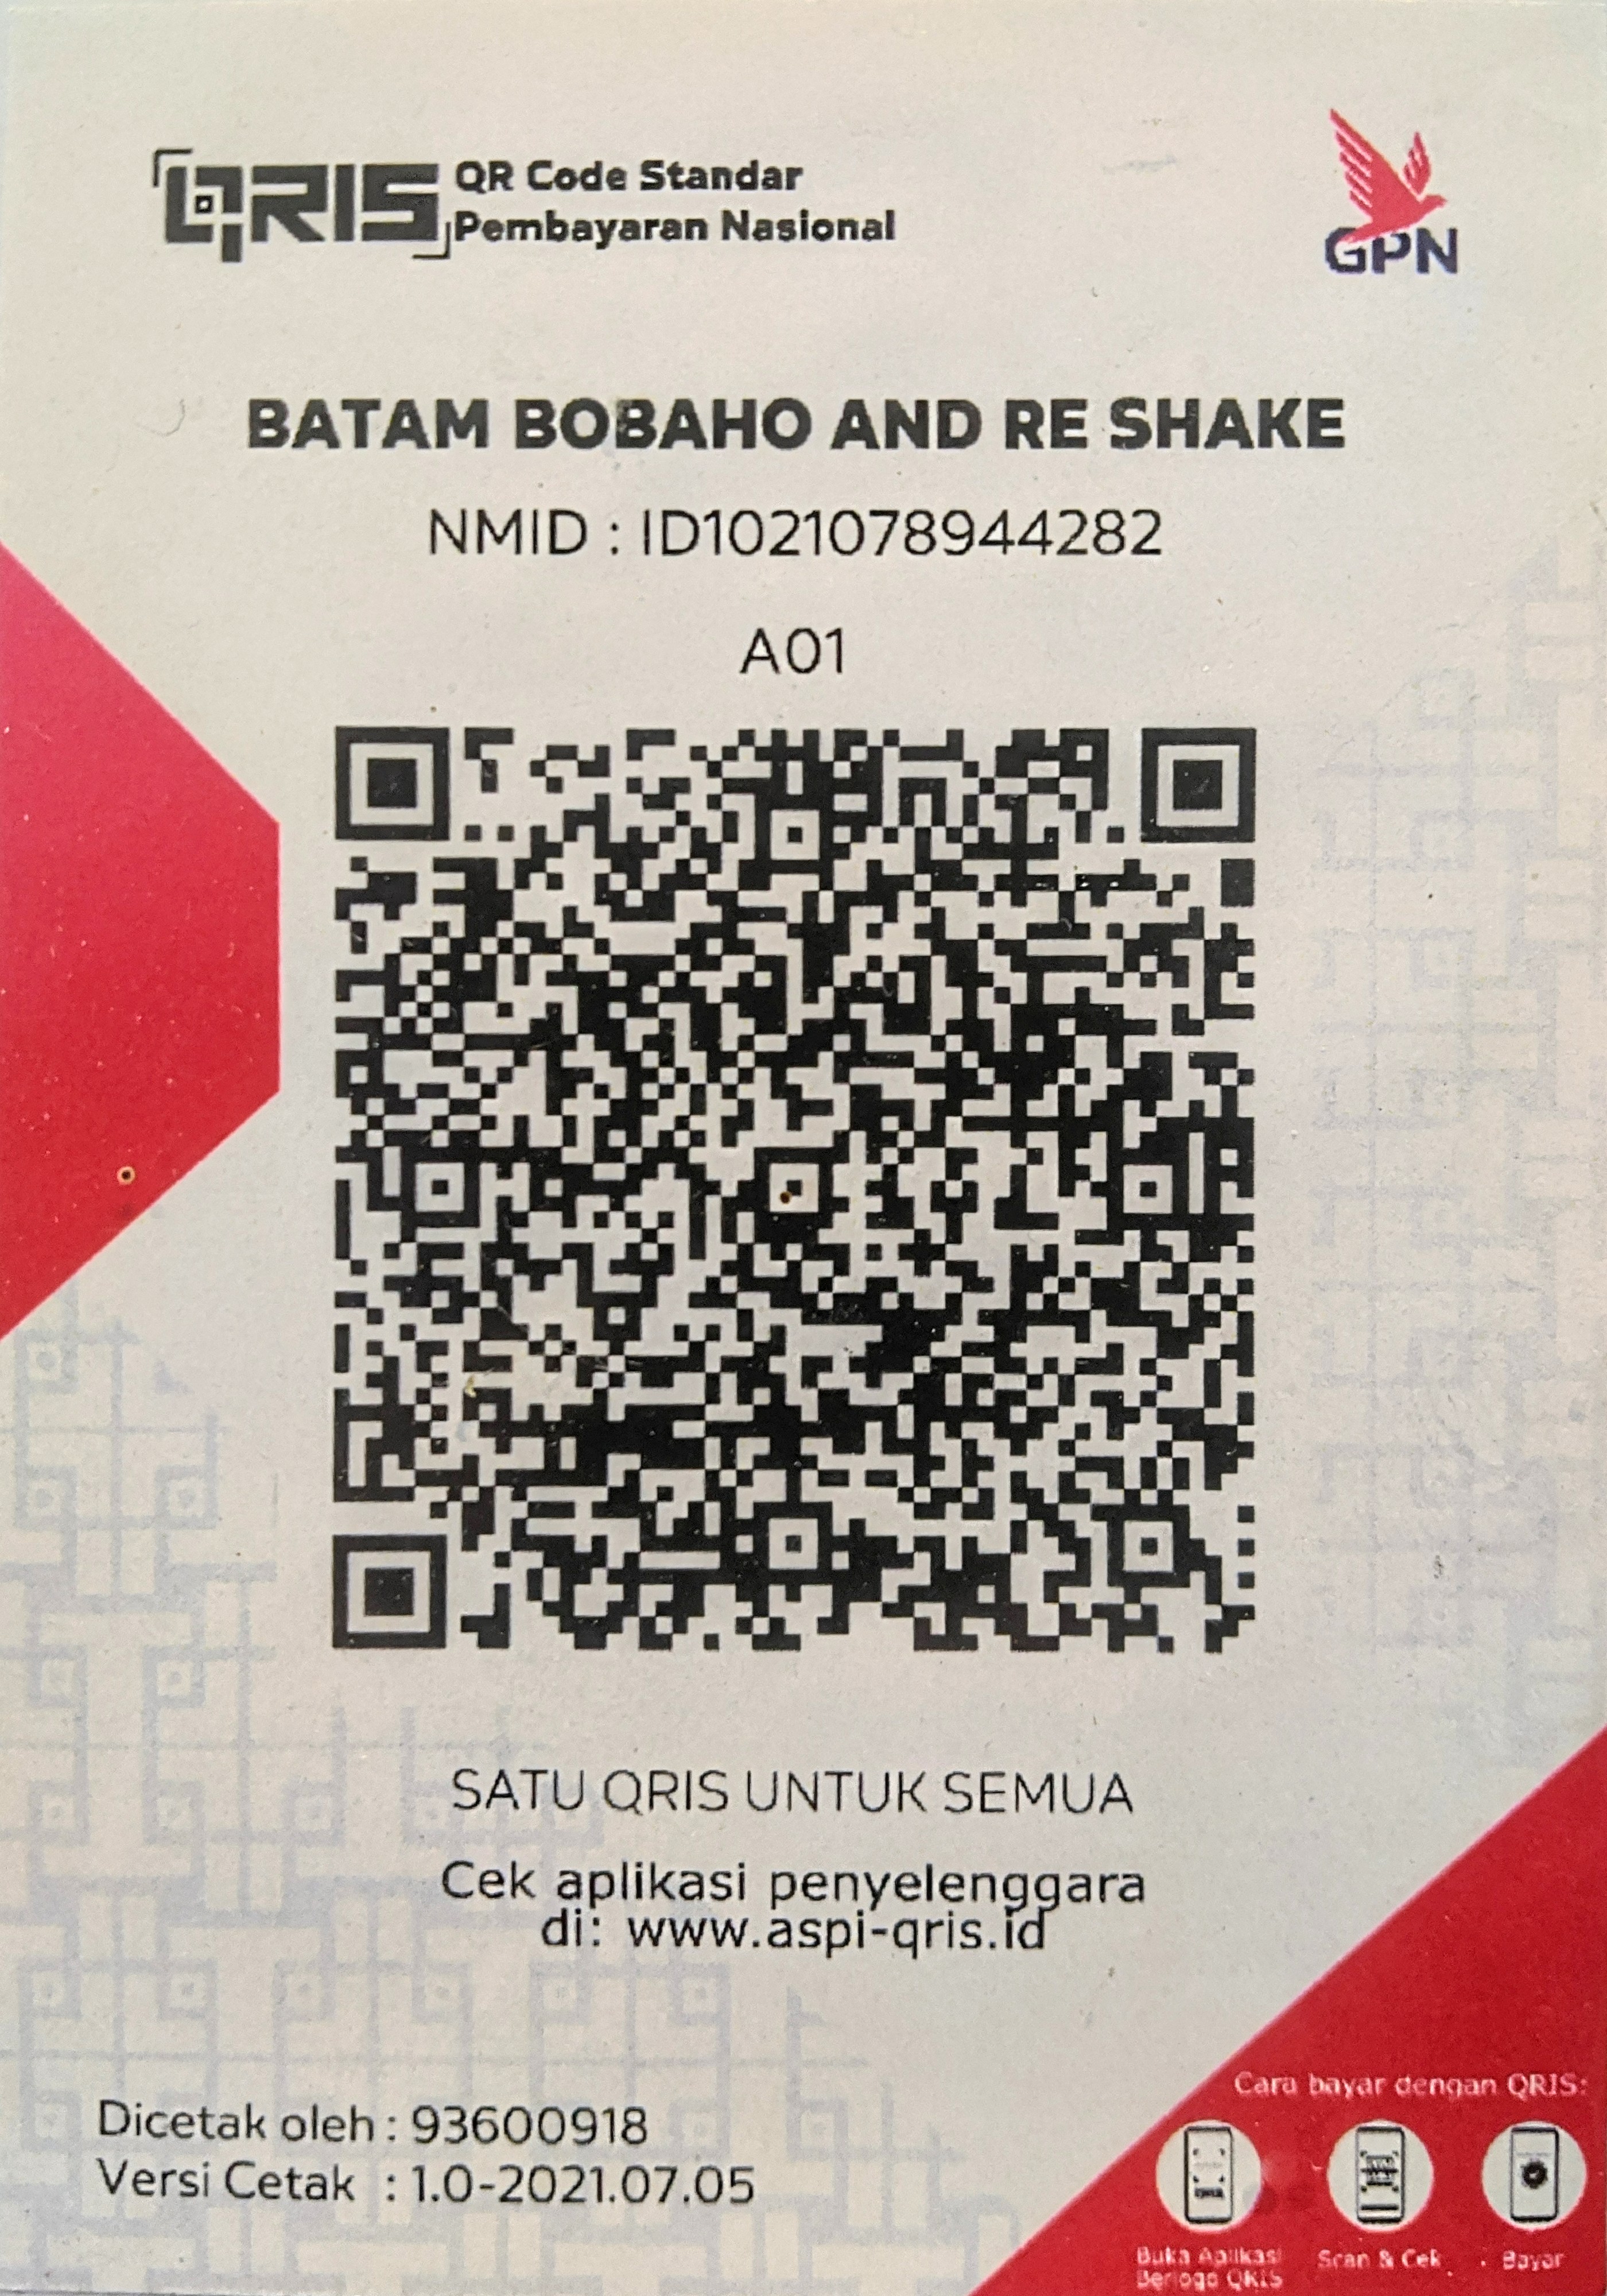 QRIS QR Code Standar
Pembayaran Nasional
GPN
BATAM BOBAHO AND RE SHAKE
NMID : ID1021078944282
A01
SATU QRIS UNTUK SEMUA
Cek aplikasi penyelenggara
di: www.aspi-qris.id
Dicetak oleh : 93600918
Versi Cetak : 1.0-2021.07.05
Cara bayar dengan QRIS:
Buka Aplikasi
Berlogo QRIS
Scan & Cek
Bayar